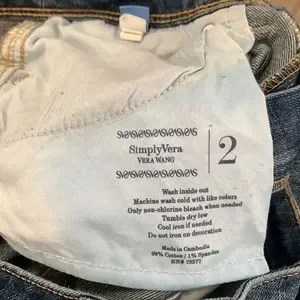 SimplyVera
VERA WANG
2
Wash inside out
Machine wash cold with like colors
Only non-chlorine bleach when needed
Tumble dry low
Cool iron if needed
Do not iron on decoration
Made in Cambodia
99% Cotton / 1% Spandex
RN# 73277